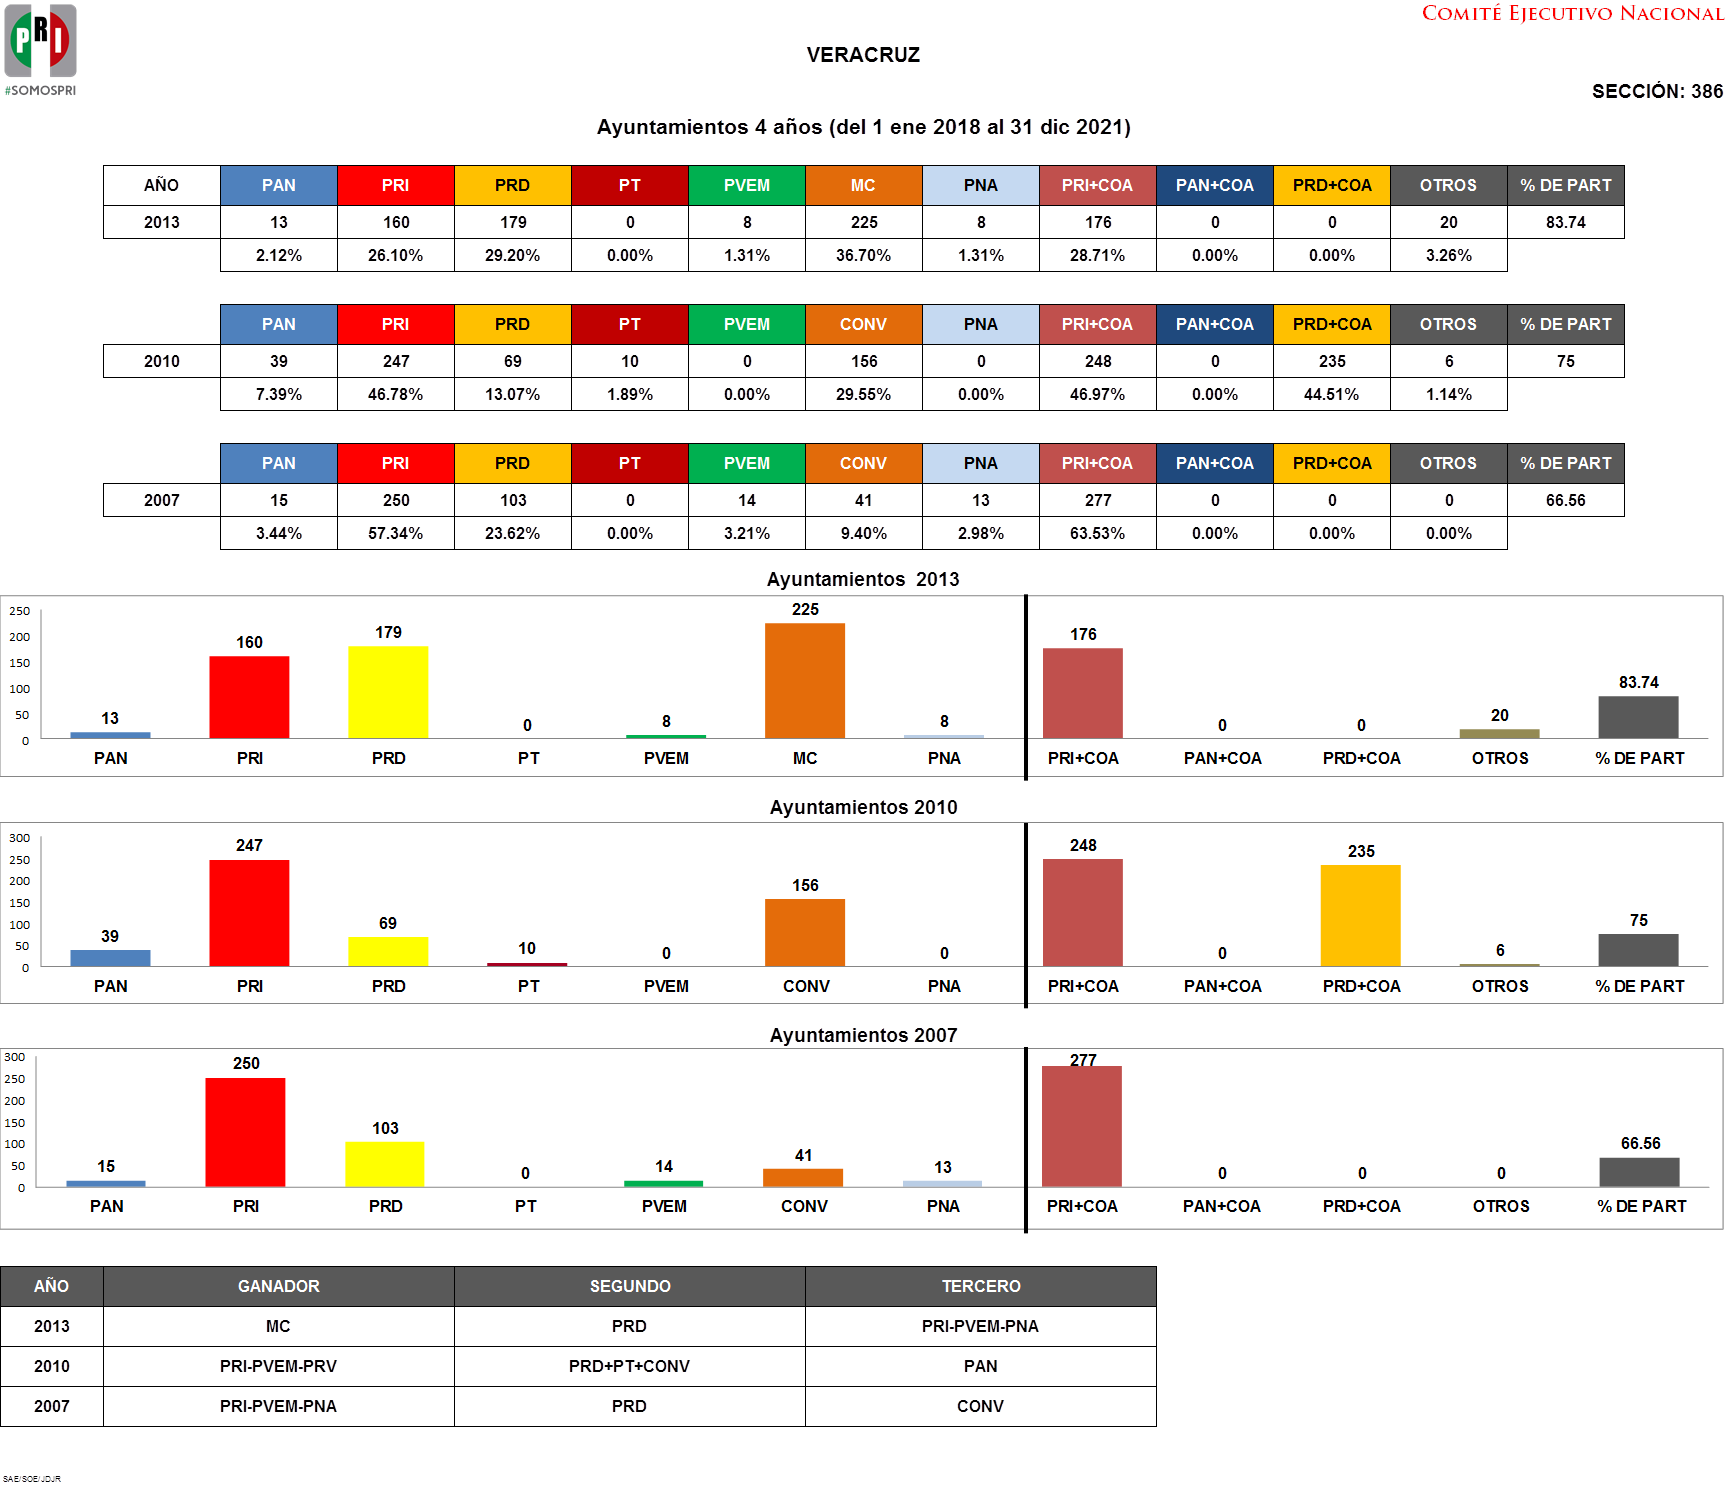 PRI
#SOMOSPRI
COMITÉ EJECUTIVO NACIONAL
VERACRUZ
SECCIÓN: 386
Ayuntamientos 4 años (del 1 ene 2018 al 31 dic 2021)
AÑO PAN PRI PRD PT PVEM MC PNA PRI+COA PAN+COA PRD+COA OTROS % DE PART
2013 13 160 179 0 8 225 8 176 0 0 20 83.74
2.12% 26.10% 29.20% 0.00% 1.31% 36.70% 1.31% 28.71% 0.00% 0.00% 3.26%
PAN PRI PRD PT PVEM CONV PNA PRI+COA PAN+COA PRD+COA OTROS % DE PART
2010 39 247 69 10 0 156 0 248 0 235 6 75
7.39% 46.78% 13.07% 1.89% 0.00% 29.55% 0.00% 46.97% 0.00% 44.51% 1.14%
PAN PRI PRD PT PVEM CONV PNA PRI+COA PAN+COA PRD+COA OTROS % DE PART
2007 15 250 103 0 14 41 13 277 0 0 0 66.56
3.44% 57.34% 23.62% 0.00% 3.21% 9.40% 2.98% 63.53% 0.00% 0.00% 0.00%
Ayuntamientos 2013
250
200
150
100
50
0
13 160 179 0 8 225 8 176 0 0 20 83.74
PAN PRI PRD PT PVEM MC PNA PRI+COA PAN+COA PRD+COA OTROS % DE PART
Ayuntamientos 2010
300
250
200
150
100
50
0
39 247 69 10 0 156 0 248 0 235 6 75
PAN PRI PRD PT PVEM CONV PNA PRI+COA PAN+COA PRD+COA OTROS % DE PART
Ayuntamientos 2007
300
250
200
150
100
50
0
15 250 103 0 14 41 13 277 0 0 0 66.56
PAN PRI PRD PT PVEM CONV PNA PRI+COA PAN+COA PRD+COA OTROS % DE PART
AÑO GANADOR SEGUNDO TERCERO
2013 MC PRD PRI-PVEM-PNA
2010 PRI-PVEM-PRV PRD+PT+CONV PAN
2007 PRI-PVEM-PNA PRD CONV
SAE/SOE/JDJR